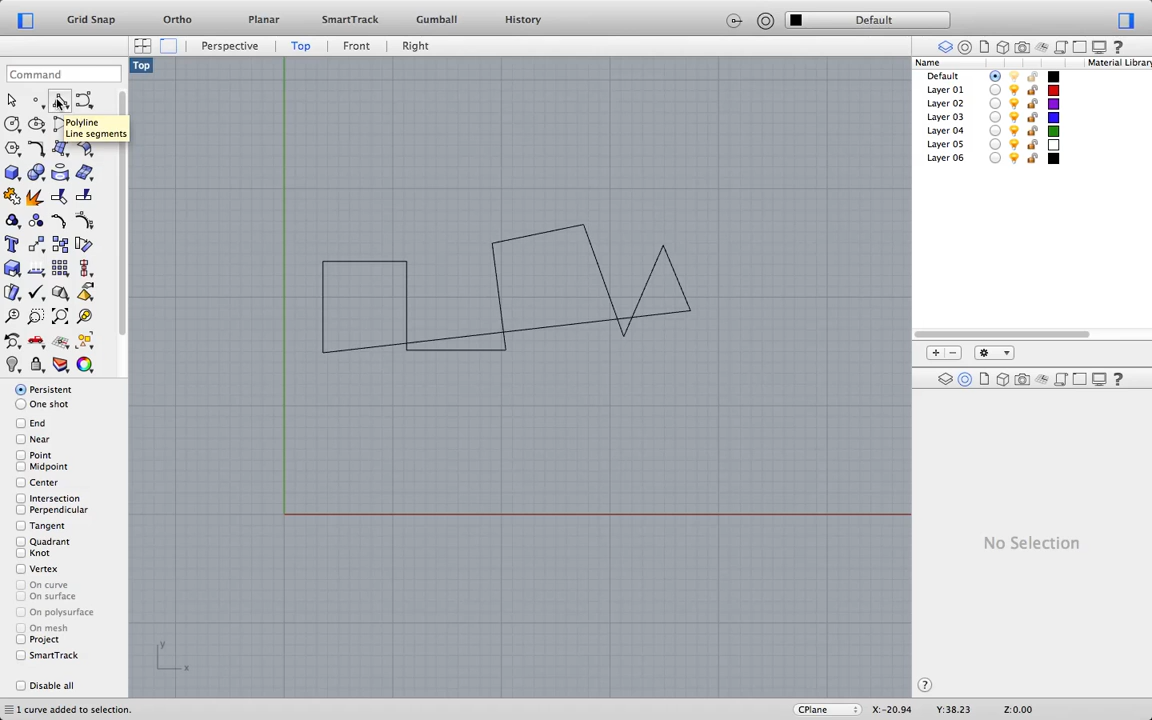 Grid Snap Ortho Planar SmartTrack Gumball History Default
Perspective Top Front Right
Top
Command
Polyline
Line segments
Persistent
One shot
End
Near
Point
Midpoint
Center
Intersection
Perpendicular
Tangent
Quadrant
Knot
Vertex
On curve
On surface
On polysurface
On mesh
Project
SmartTrack
Disable all
y
x
Name Material Library
Default
Layer 01
Layer 02
Layer 03
Layer 04
Layer 05
Layer 06
No Selection
1 curve added to selection. CPlane X:-20.94 Y:38.23 Z:0.00